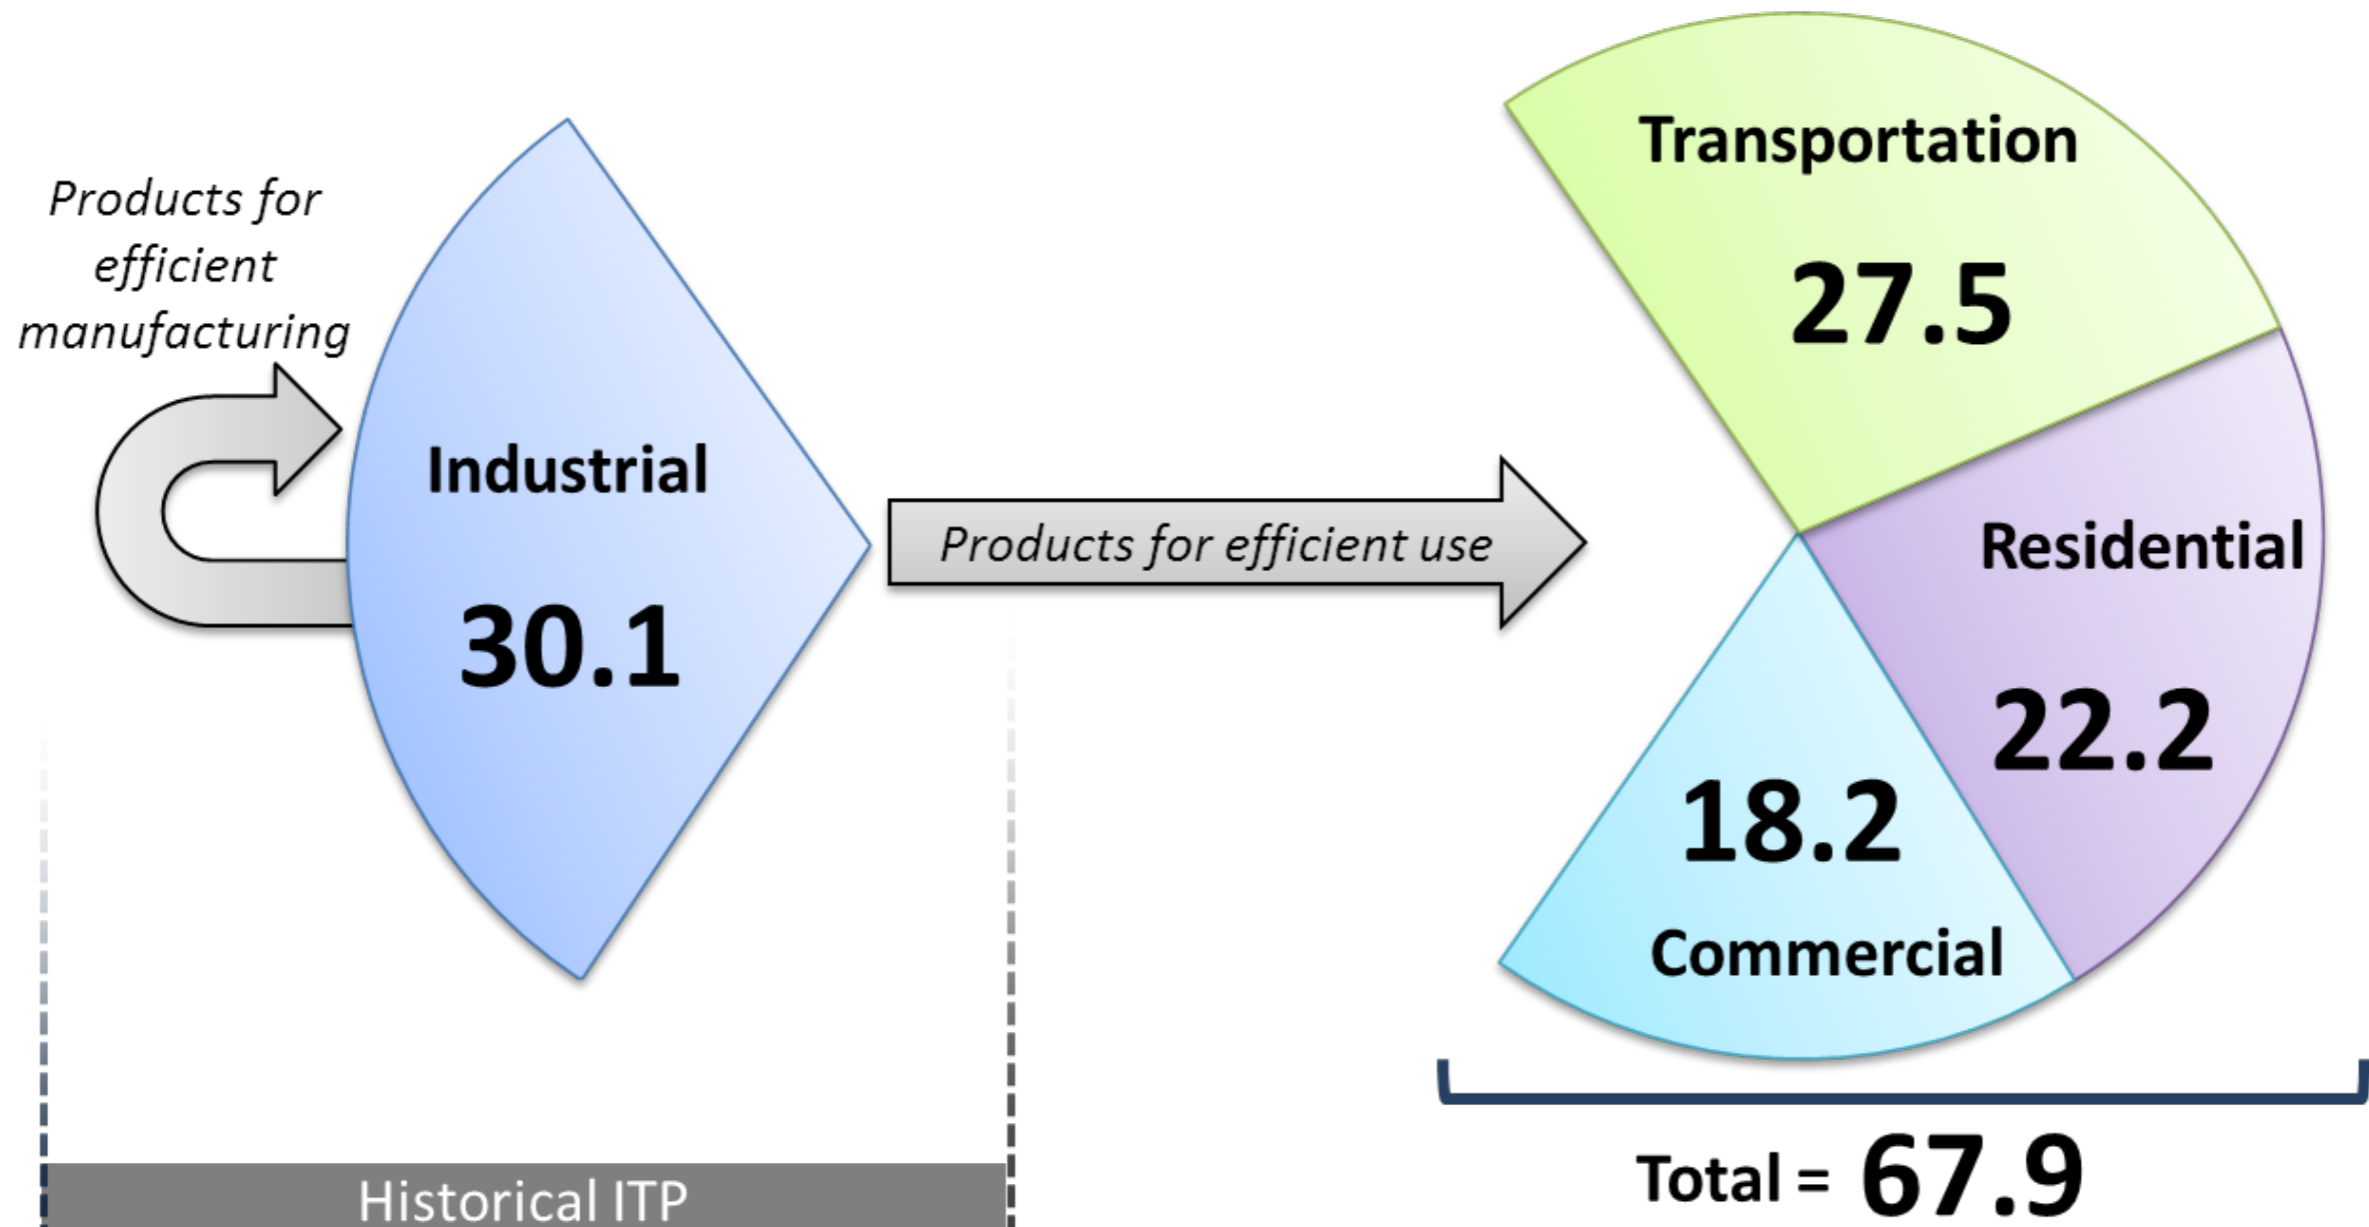 Products for
efficient
manufacturing
Industrial
30.1
Products for efficient use
Transportation
27.5
Residential
22.2
18.2
Commercial
Total = 67.9
Historical ITP